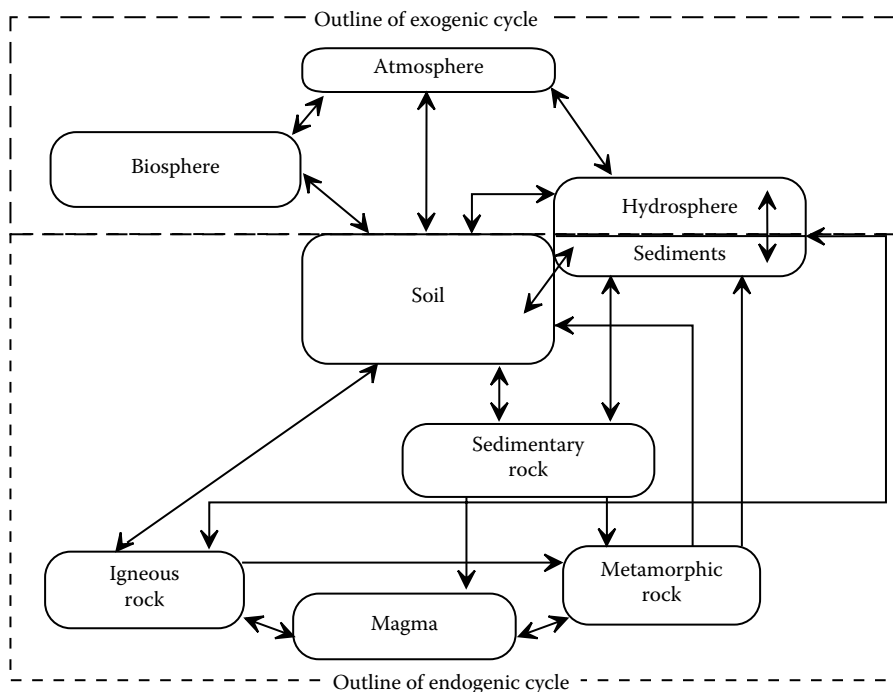 Outline of exogenic cycle
Atmosphere
Biosphere
Hydrosphere
Sediments
Soil
Sedimentary
rock
Igneous
rock
Metamorphic
rock
Magma
Outline of endogenic cycle